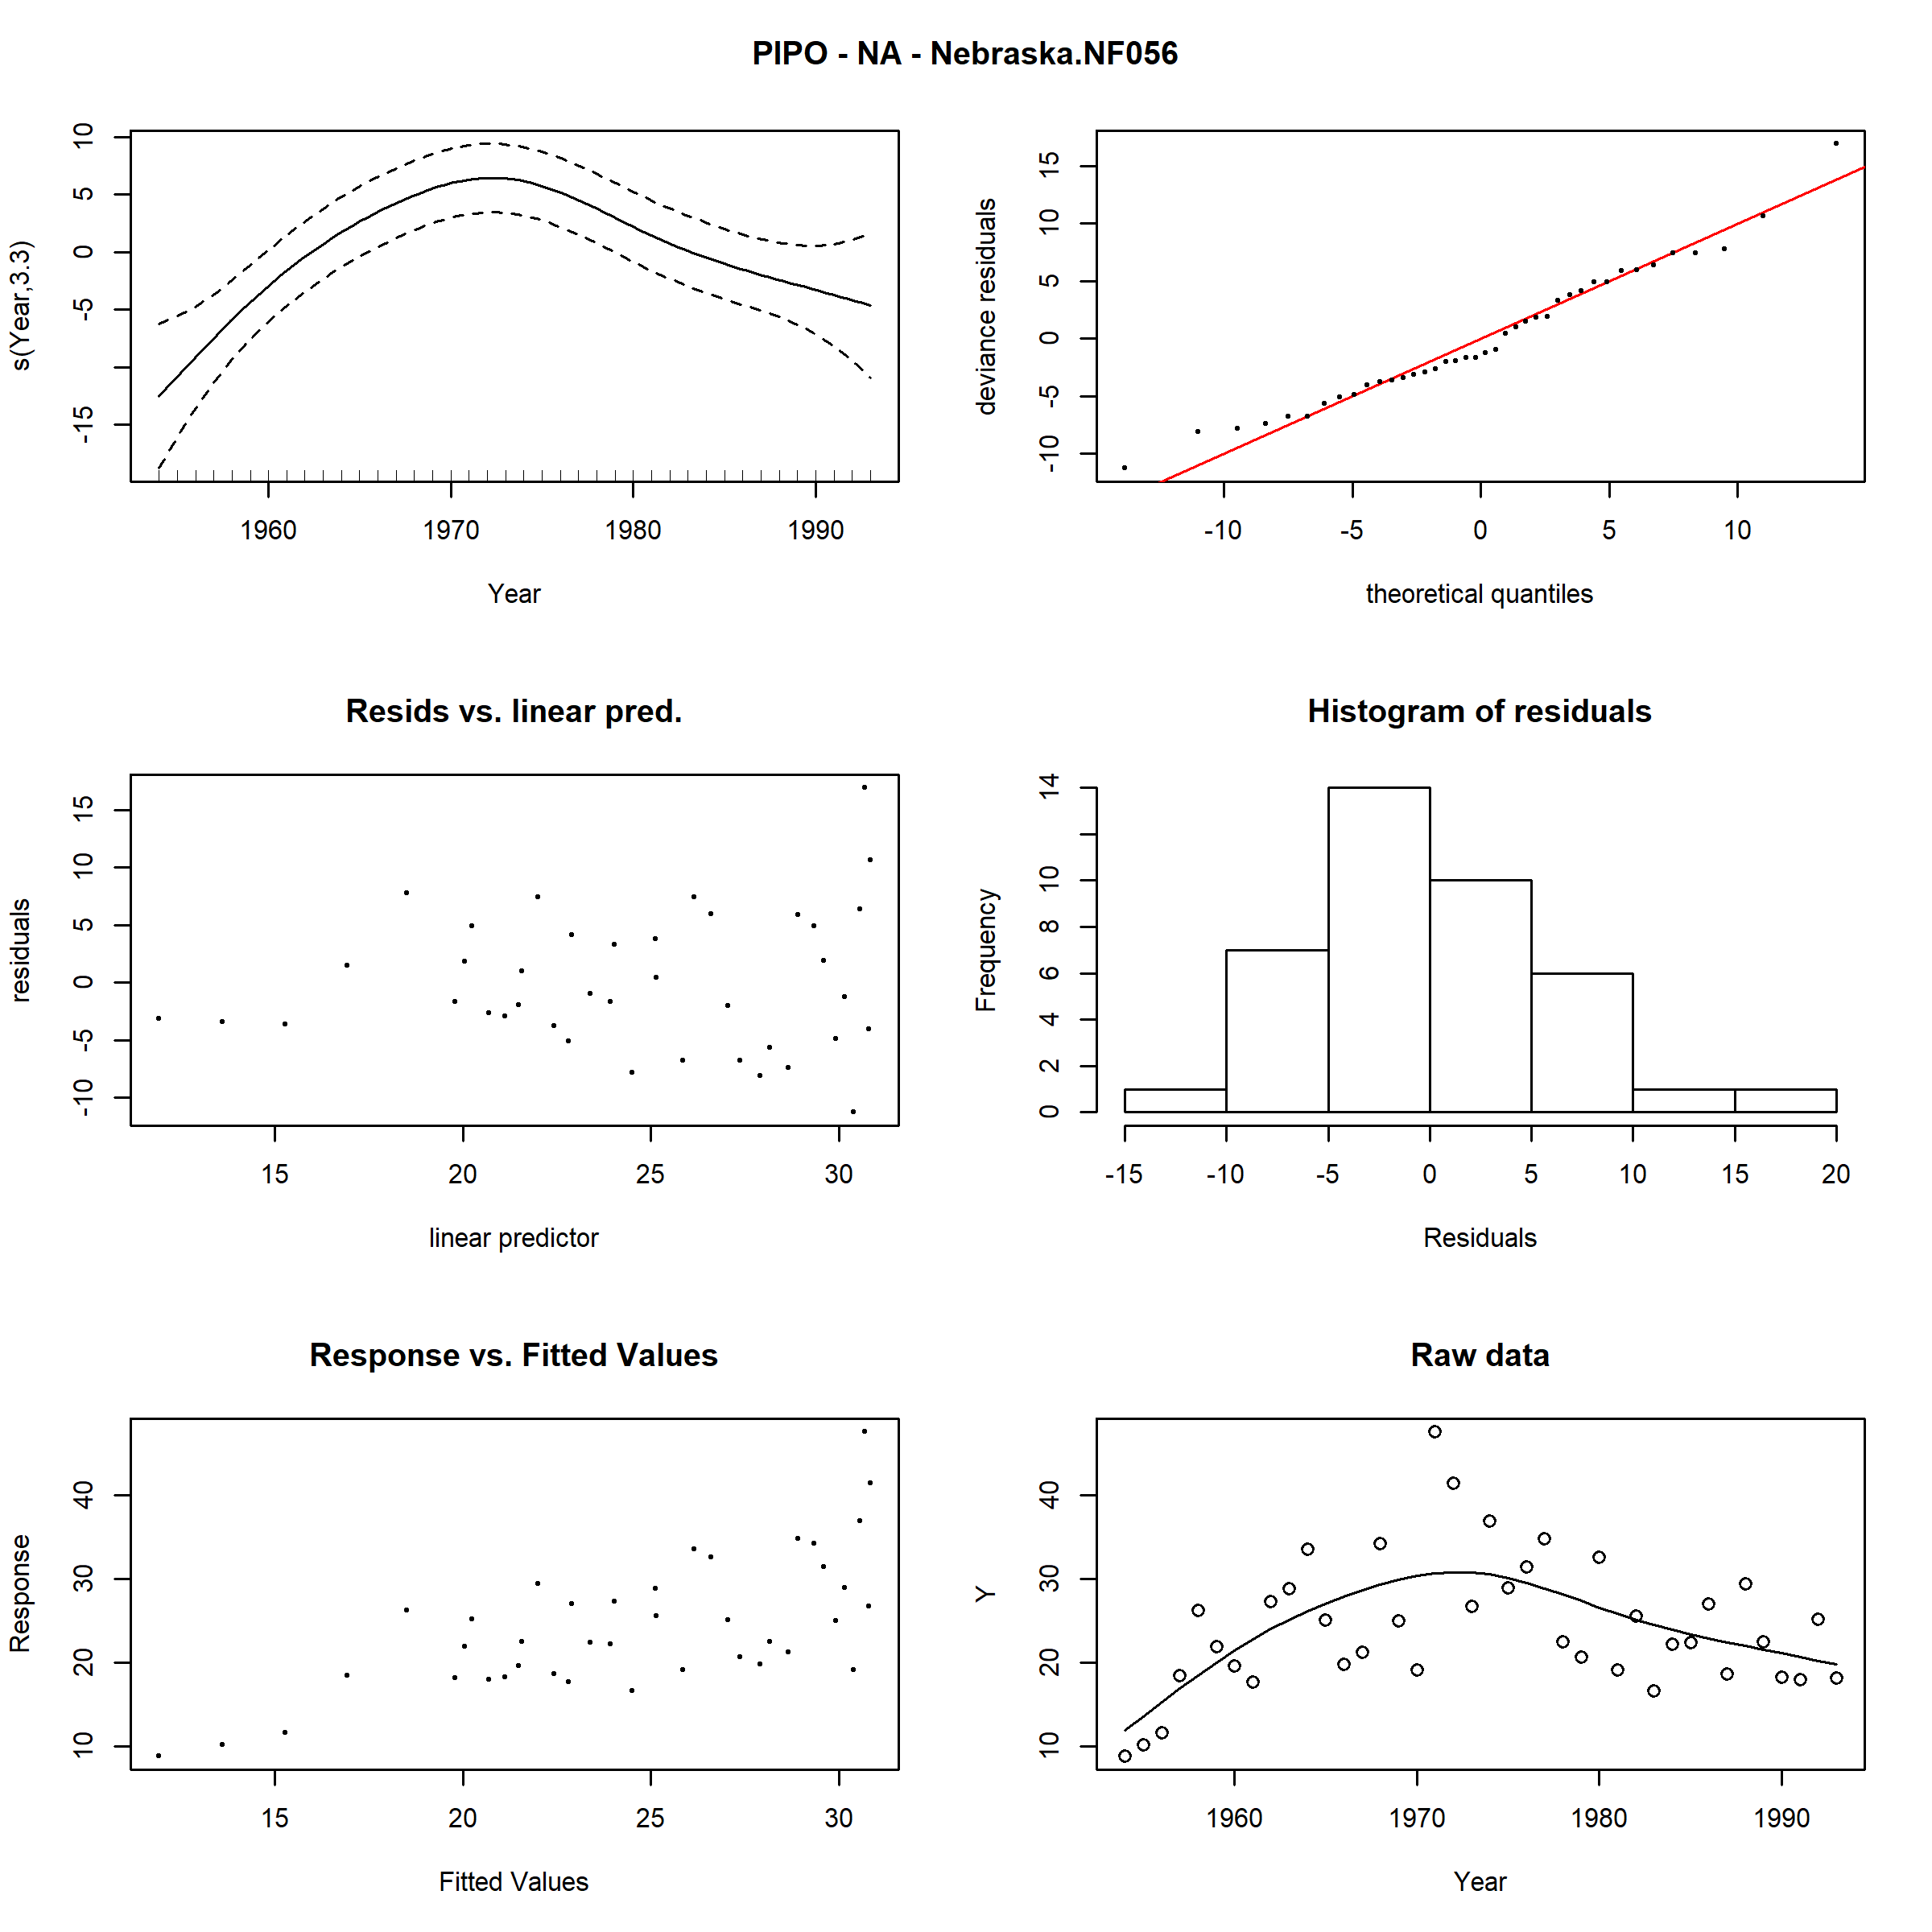 PIPO - NA - Nebraska.NF056
s(Year,3.3)
10
5
0
-5
-15
1960 1970 1980 1990
Year
deviance residuals
15
10
5
0
-5
-10
-10 -5 0 5 10
theoretical quantiles
Resids vs. linear pred.
residuals
15
10
5
0
-5
-10
15 20 25 30
linear predictor
Histogram of residuals
Frequency
14
10
8
6
4
2
0
-15 -10 -5 0 5 10 15 20
Residuals
Response vs. Fitted Values
Response
40
30
20
10
15 20 25 30
Fitted Values
Raw data
Y
40
30
20
10
1960 1970 1980 1990
Year